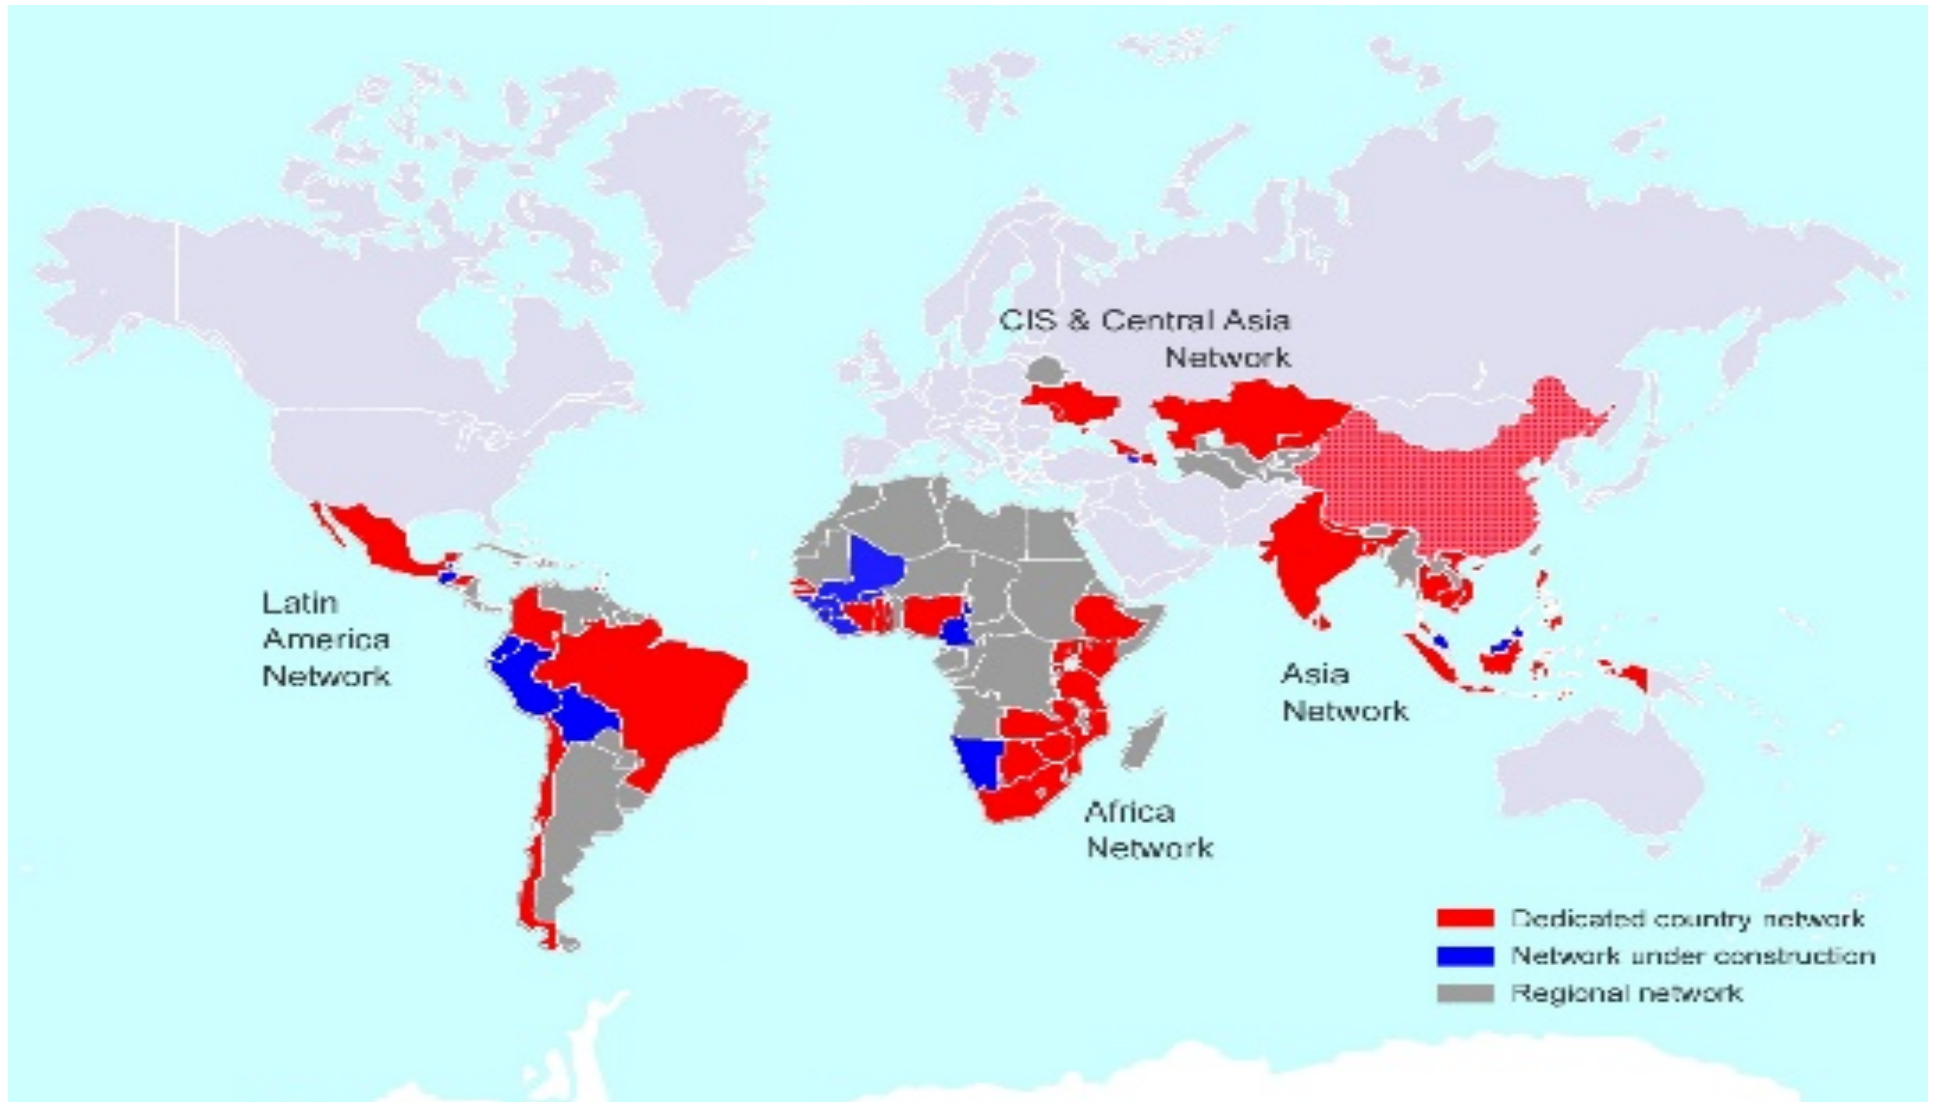 CIS & Central Asia
Network
Latin
America
Network
Asia
Network
Africa
Network
Dedicated country network
Network under construction
Regional network